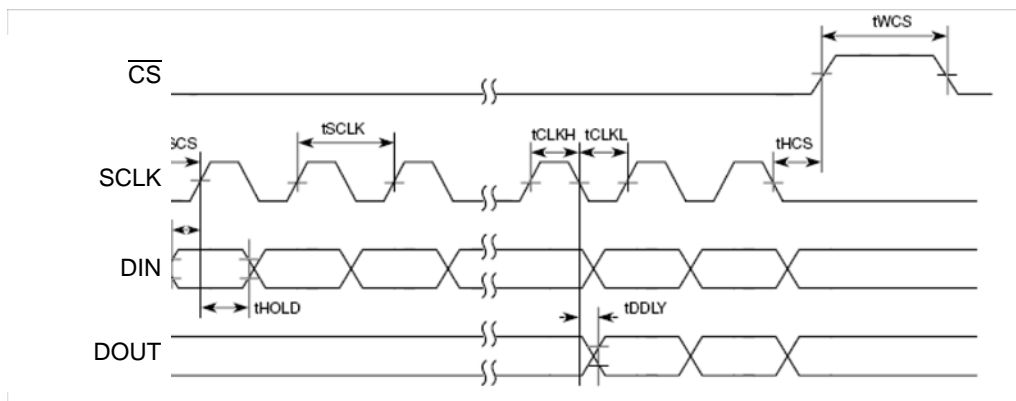 tWCS
CS
tSCLK
tCLKH
tCLKL
SCS
tHCS
SCLK
DIN
tHOLD
tDDLY
DOUT